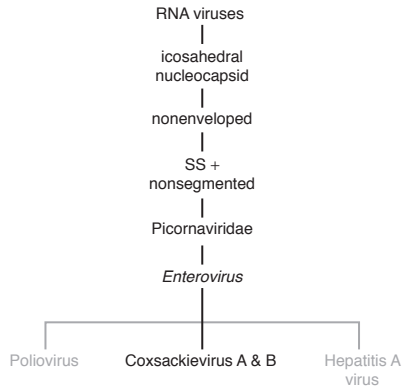 RNA viruses
icosahedral
nucleocapsid
nonenveloped
SS +
nonsegmented
Picornaviridae
Enterovirus
Poliovirus
Coxsackievirus A & B
Hepatitis A
virus